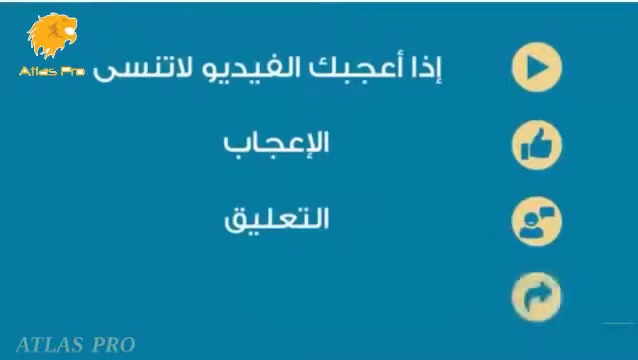 Atlas Pro
إذا أعجبك الفيديو لاتنسى
الإعجاب
التعليق
ATLAS PRO